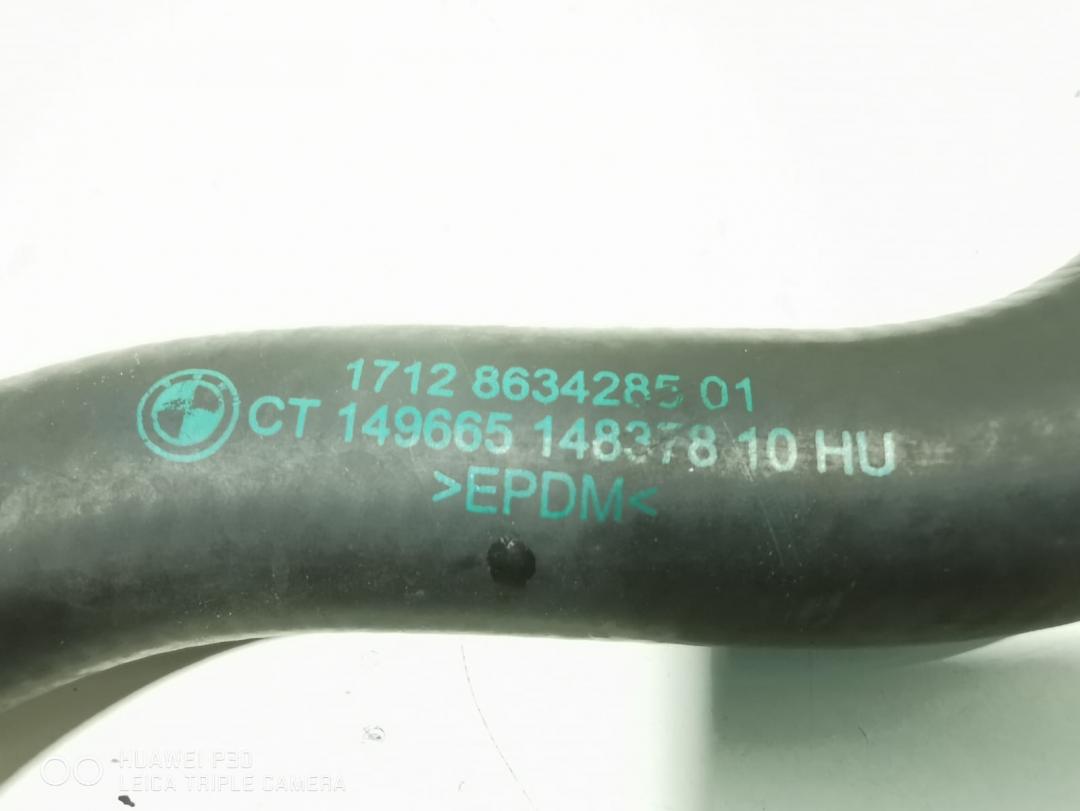 1712 8634285 01
CT 149665 148378 10 HU
>EPDM<
HUAWEI P30
LEICA TRIPLE CAMERA